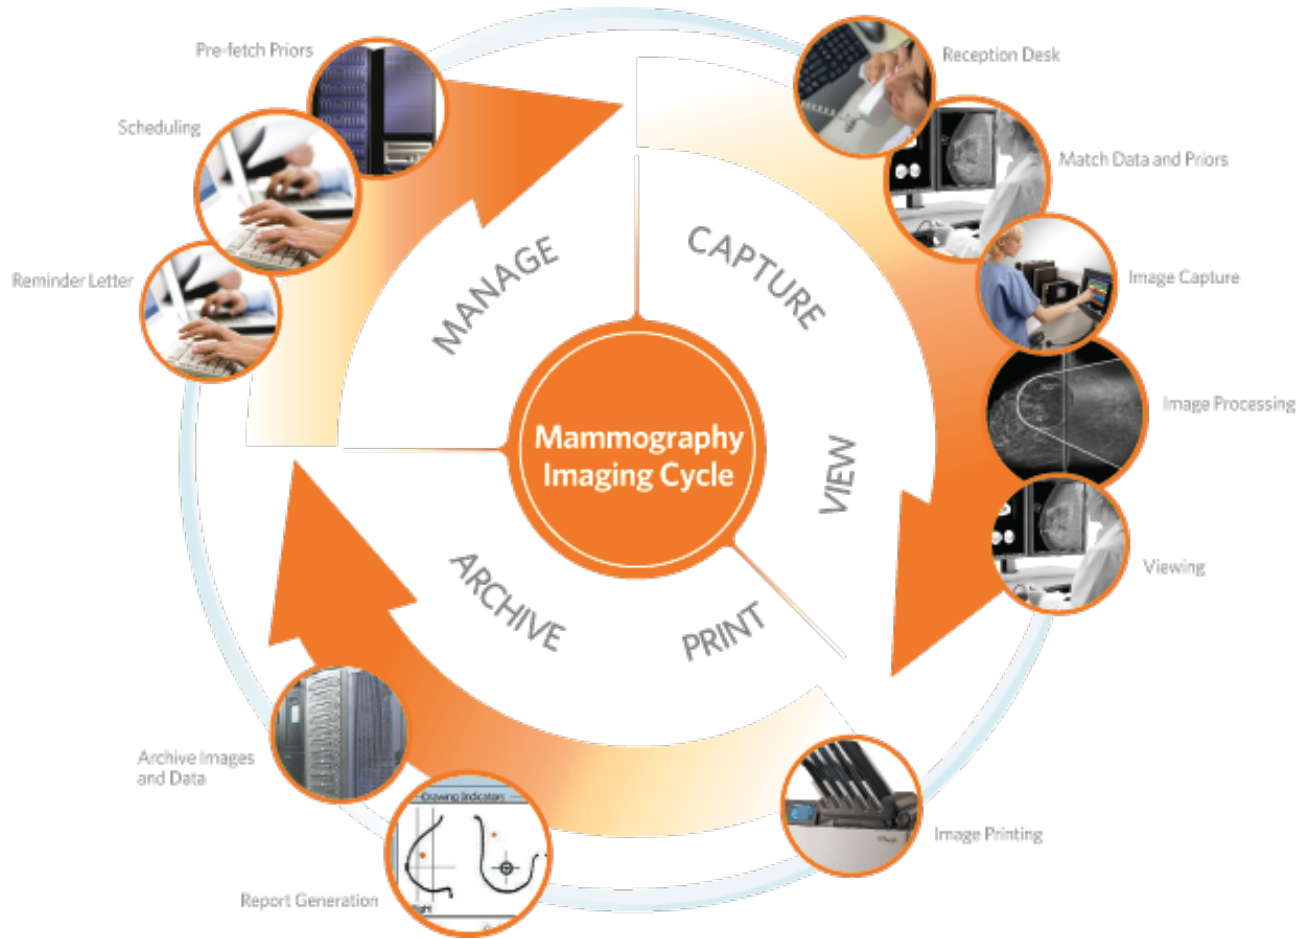 Pre-fetch Priors
Reception Desk
Scheduling
Match Data and Priors
Reminder Letter
Image Capture
MANAGE
CAPTURE
Image Processing
Mammography
Imaging Cycle
VIEW
Viewing
ARCHIVE
PRINT
Archive Images
and Data
Drawing Indicators
Image Printing
Report Generation